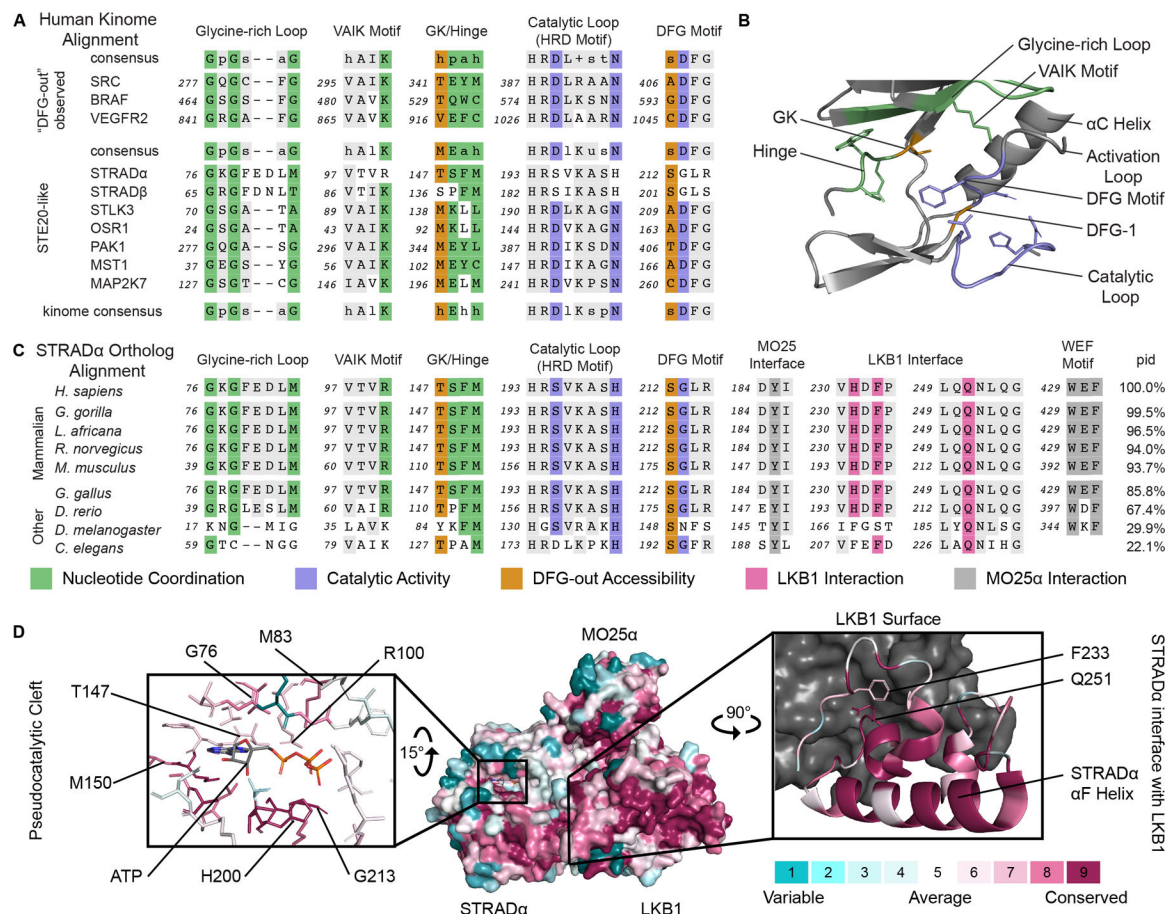 A Human Kinome Alignment Glycine-rich Loop VAIK Motif GK/Hinge Catalytic Loop (HRD Motif) DFG Motif
"DFG-out" observed
consensus GpGs--aG hAIK hpah HRDL+stN sDFG
SRC 277 GQGC--FG 295 VAIK 341 TEYM 387 HRDLRAAN 406 ADFG
BRAF 464 GSGS--FG 480 VAVK 529 TQWC 574 HRDLKSNN 593 GDFG
VEGFR2 841 GRGA--FG 865 VAVK 916 VEFC 1026 HRDLAARN 1045 CDFG
STE20-like
consensus GpGs--aG hAlK MEah HRDlKusN sDFG
STRADα 76 GKGFEDLM 97 VTVR 147 TSFM 193 HRSVKASH 212 SGLR
STRADβ 65 GRGFDNLT 86 VTIK 136 SPFM 182 HRSIKASH 201 SGLS
STLK3 70 GSGA--TA 89 VAIK 138 MKLL 190 HRDLKAGN 209 ADFG
OSR1 24 GSGA--TA 43 VAIK 92 MKLL 144 HRDVKAGN 163 ADFG
PAK1 277 GQGA--SG 296 VAIK 344 MEYL 387 HRDIKSDN 406 TDFG
MST1 37 GEGS--YG 56 VAIK 102 MEYC 147 HRDIKAGN 166 ADFG
MAP2K7 127 GSGT--CG 146 IAVK 196 MELM 241 HRDVKPSN 260 CDFG
kinome consensus GpGs--aG hAlK hEhh HRDLKspN sDFG
B
Glycine-rich Loop
VAIK Motif
GK
αC Helix
Hinge
Activation Loop
DFG Motif
DFG-1
Catalytic Loop
C STRADα Ortholog Alignment Glycine-rich Loop VAIK Motif GK/Hinge Catalytic Loop (HRD Motif) DFG Motif MO25 Interface LKB1 Interface WEF Motif pid
Mammalian
H. sapiens 76 GKGFEDLM 97 VTVR 147 TSFM 193 HRSVKASH 212 SGLR 184 DYI 230 VHDFP 249 LQQNLQG 429 WEF 100.0%
G. gorilla 76 GKGFEDLM 97 VTVR 147 TSFM 193 HRSVKASH 212 SGLR 184 DYI 230 VHDFP 249 LQQNLQG 429 WEF 99.5%
L. africana 76 GKGFEDLM 97 VTVR 147 TSFM 193 HRSVKASH 212 SGLR 184 DYI 230 VHDFP 249 LQQNLQG 429 WEF 96.5%
R. norvegicus 76 GKGFEDLM 97 VTVR 147 TSFM 193 HRSVKASH 212 SGLR 184 DYI 230 VHDFP 249 LQQNLQG 429 WEF 94.0%
M. musculus 39 GKGFEDLM 60 VTVR 110 TSFM 156 HRSVKASH 175 SGLR 147 DYI 193 VHDFP 212 LQQNLQG 392 WEF 93.7%
Other
G. gallus 76 GRGFEDLM 97 VTVR 147 TSFM 193 HRSVKASH 212 SGLR 184 DYI 230 VHDFP 249 LQQNLQG 429 WEF 85.8%
D. rerio 39 GRGLESLM 60 VAIR 110 TPFM 156 HRSVKASH 175 SGLR 147 DYI 193 VHDFP 212 LQQNLQG 397 WDF 67.4%
D. melanogaster 17 KNG--MIG 35 LAVK 84 YKFM 130 HGSVRAKH 148 SNFS 145 TYI 166 IFGST 185 LYQNLSG 344 WKF 29.9%
C. elegans 59 GTC--NGG 79 VAIK 127 TPAM 173 HRDLKPKH 192 SGFR 188 SYL 207 VFEFD 226 LAQNIHG 22.1%
Nucleotide Coordination
Catalytic Activity
DFG-out Accessibility
LKB1 Interaction
MO25α Interaction
D
Pseudocatalytic Cleft
M83
G76
R100
T147
M150
ATP
H200
G213
15°
MO25α
STRADα
LKB1
90°
LKB1 Surface
F233
Q251
STRADα αF Helix
STRADα interface with LKB1
1 2 3 4 5 6 7 8 9
Variable Average Conserved